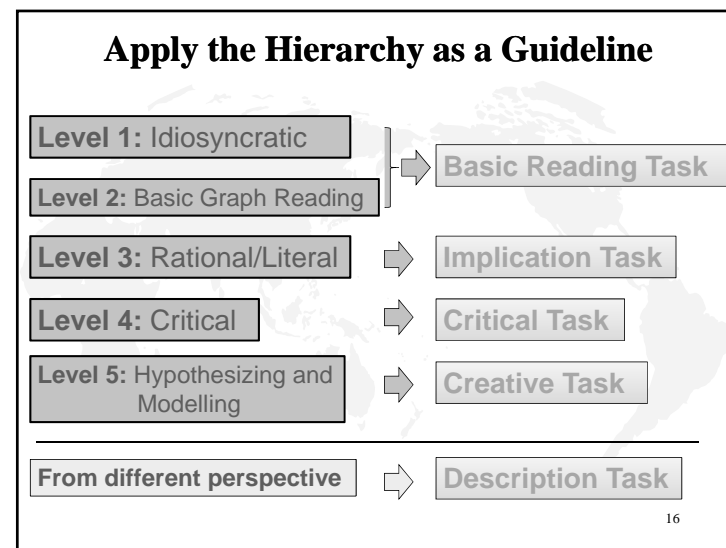 Apply the Hierarchy as a Guideline
Level 1: Idiosyncratic
Level 2: Basic Graph Reading
Basic Reading Task
Level 3: Rational/Literal
Implication Task
Level 4: Critical
Critical Task
Level 5: Hypothesizing and
Modelling
Creative Task
From different perspective
Description Task
16